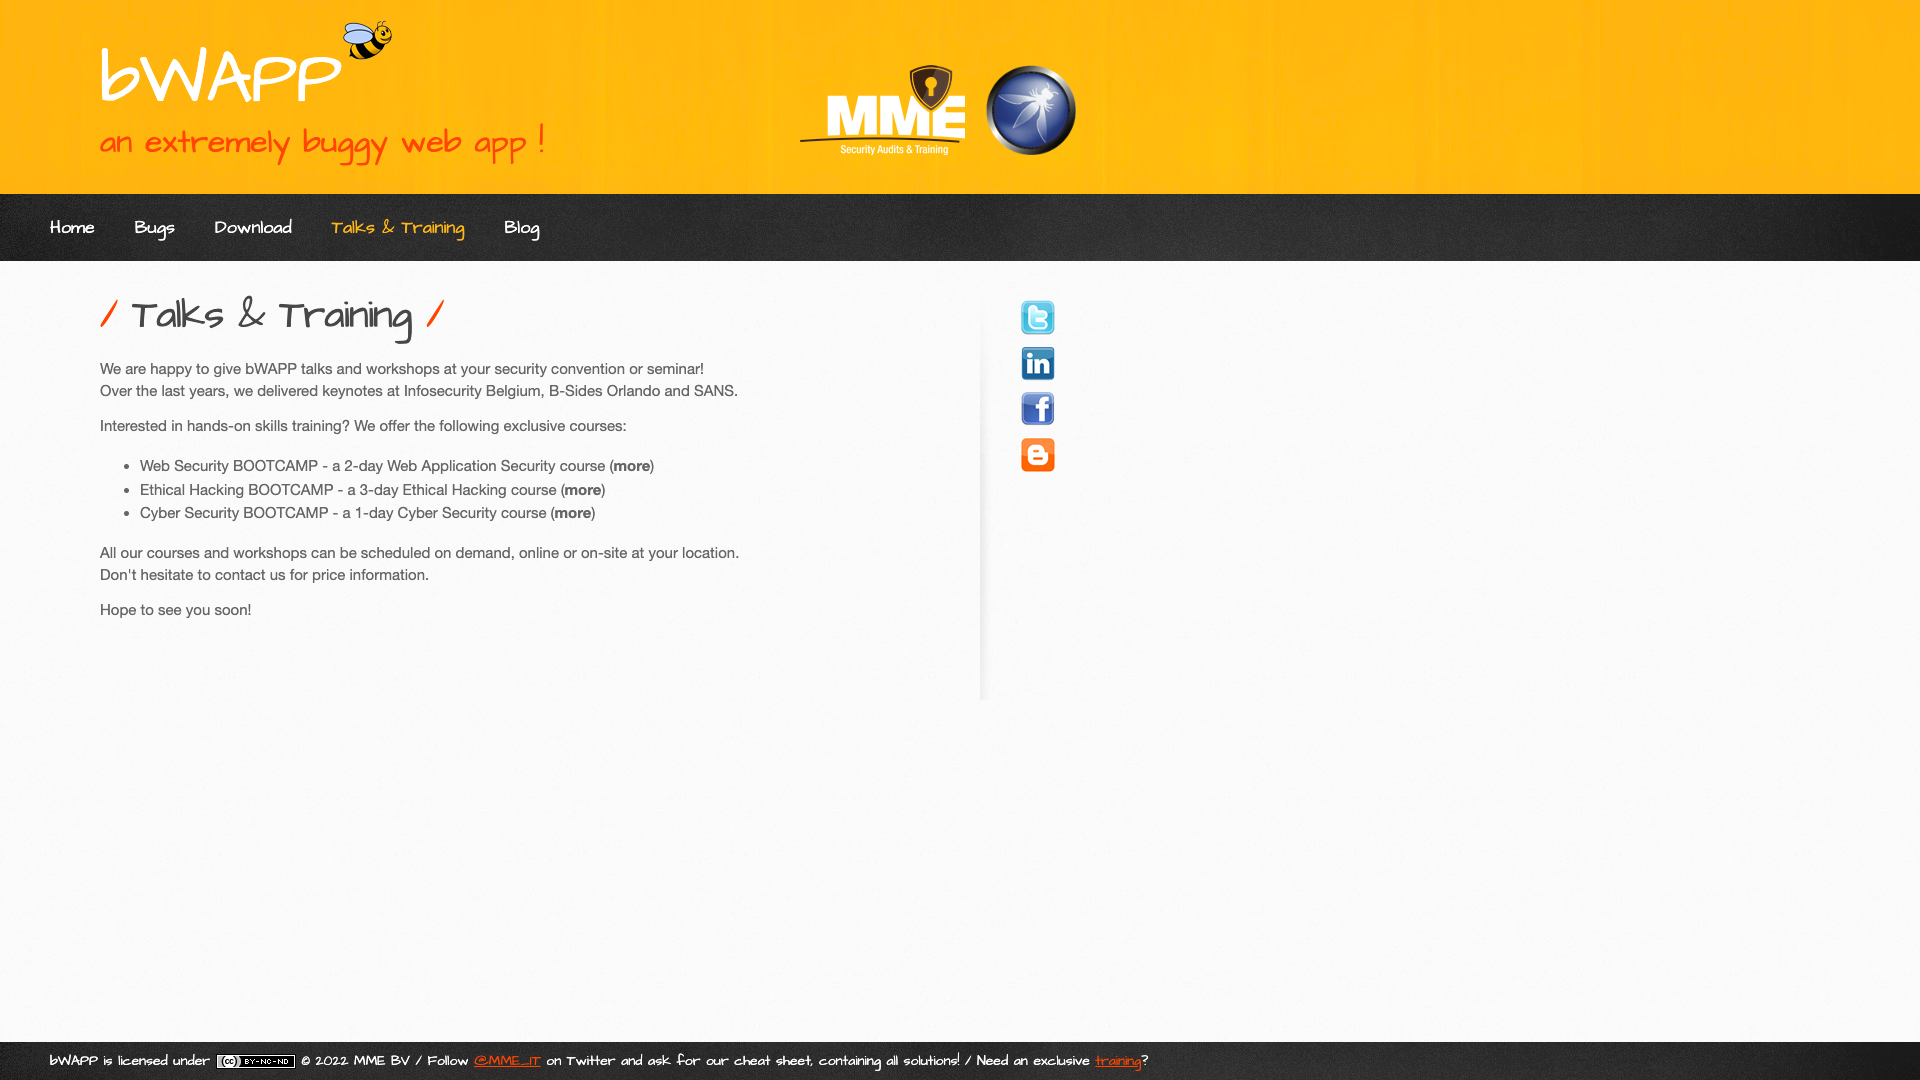 bWAPP
an extremely buggy web app !
MME
Security Audits & Training
Home Bugs Download Talks & Training Blog
/ Talks & Training /
We are happy to give bWAPP talks and workshops at your security convention or seminar!
Over the last years, we delivered keynotes at Infosecurity Belgium, B-Sides Orlando and SANS.
Interested in hands-on skills training? We offer the following exclusive courses:
• Web Security BOOTCAMP - a 2-day Web Application Security course (more)
• Ethical Hacking BOOTCAMP - a 3-day Ethical Hacking course (more)
• Cyber Security BOOTCAMP - a 1-day Cyber Security course (more)
All our courses and workshops can be scheduled on demand, online or on-site at your location.
Don't hesitate to contact us for price information.
Hope to see you soon!
bWAPP is licensed under cc BY-NC-ND © 2022 MME BV / Follow @MME_IT on Twitter and ask for our cheat sheet, containing all solutions! / Need an exclusive training?